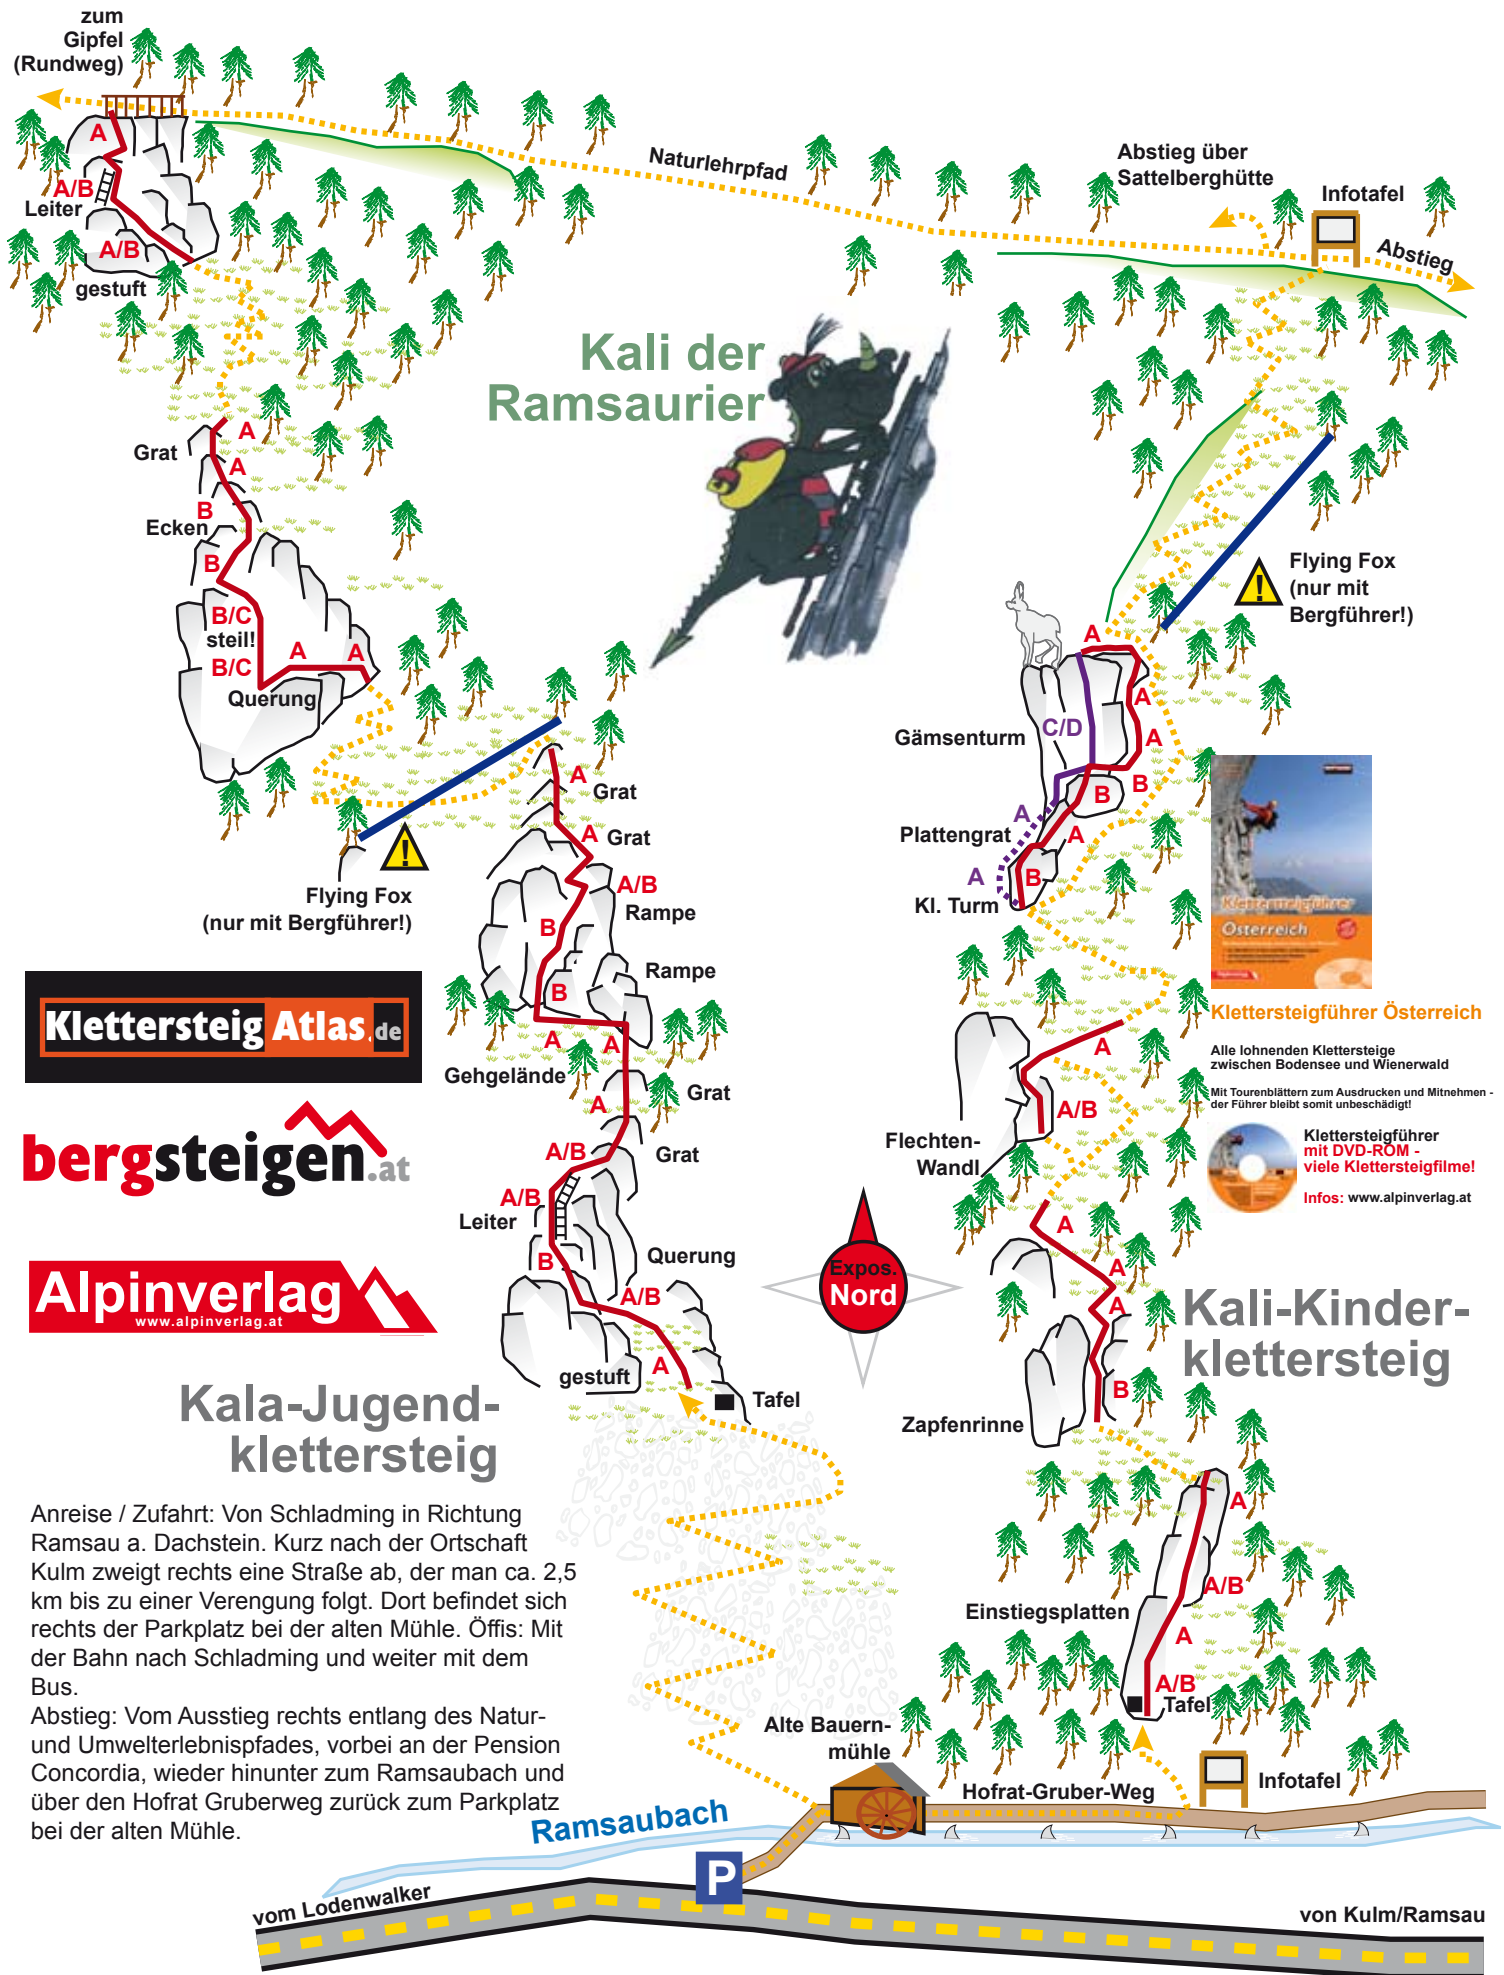 zum
Gipfel
(Rundweg)
A
A/B
Leiter
A/B
gestuft
Naturlehrpfad
Abstieg über
Sattelberghütte
Infotafel
Abstieg
Kali der
Ramsaurier
A
Grat
A
B
Ecken
B
B/C
steil!
B/C
A
A
Querung
Flying Fox
(nur mit
Bergführer!)
!
A
A
C/D
Gämsenturm
A
B
B
A
Plattengrat
A
A
B
Kl. Turm
A
Grat
A
Grat
!
A/B
Rampe
Flying Fox
(nur mit Bergführer!)
B
Rampe
B
A
A
Gehgelände
Grat
A
A/B
Grat
A/B
Leiter
B
Querung
A/B
A
gestuft
Tafel
Klettersteigführer
Österreich
Alpinverlag
Klettersteigführer Österreich
Alle lohnenden Klettersteige
zwischen Bodensee und Wienerwald
Mit Tourenblättern zum Ausdrucken und Mitnehmen -
der Führer bleibt somit unbeschädigt!
Klettersteigführer
mit DVD-ROM -
viele Klettersteigfilme!
Infos: www.alpinverlag.at
Klettersteig Atlas.de
bergsteigen.at
Alpinverlag
www.alpinverlag.at
A
A/B
Flechten-
Wandl
A
A
A
B
Zapfenrinne
Expos.
Nord
Kali-Kinder-
klettersteig
Kala-Jugend-
klettersteig
A
A/B
Einstiegsplatten
A
A/B
Tafel
Anreise / Zufahrt: Von Schladming in Richtung
Ramsau a. Dachstein. Kurz nach der Ortschaft
Kulm zweigt rechts eine Straße ab, der man ca. 2,5
km bis zu einer Verengung folgt. Dort befindet sich
rechts der Parkplatz bei der alten Mühle. Öffis: Mit
der Bahn nach Schladming und weiter mit dem
Bus.
Abstieg: Vom Ausstieg rechts entlang des Natur-
und Umwelterlebnispfades, vorbei an der Pension
Concordia, wieder hinunter zum Ramsaubach und
über den Hofrat Gruberweg zurück zum Parkplatz
bei der alten Mühle.
Alte Bauern-
mühle
Hofrat-Gruber-Weg
Infotafel
Ramsaubach
P
vom Lodenwalker
von Kulm/Ramsau